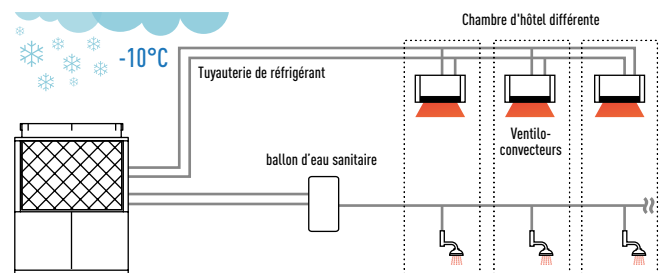 Chambre d'hôtel différente
-10°C
Tuyauterie de réfrigérant
Ventilo-
convecteurs
ballon d'eau sanitaire